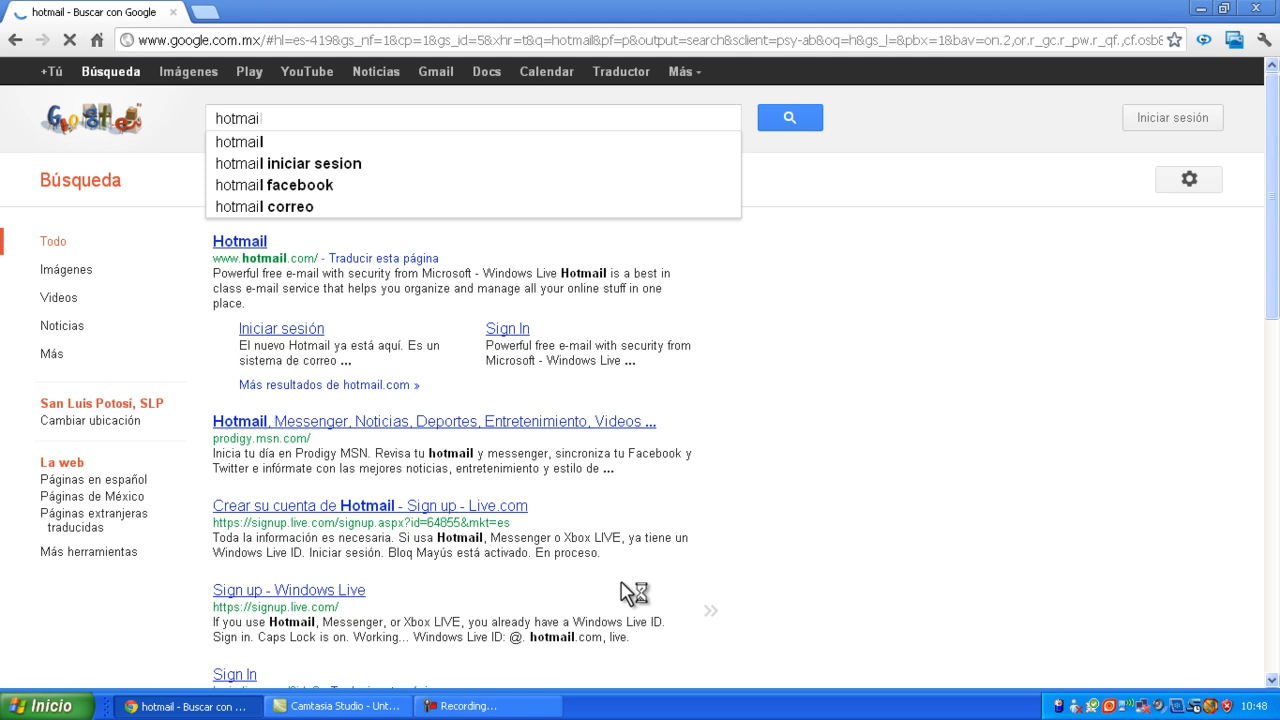 hotmail - Buscar con Google
www.google.com.mx/#hl=es-419&gs_nf=1&cp=1&gs_id=5&xhr=t&q=hotmail&pf=p&output=search&sclient=psy-ab&oq=h&gs_l=&pbx=1&bav=on.2,or.r_gc.r_pw.r_qf.,cf.osb&
+Tú Búsqueda Imágenes Play YouTube Noticias Gmail Docs Calendar Traductor Más
hotmail
Iniciar sesión
hotmail
hotmail iniciar sesion
hotmail facebook
hotmail correo
Búsqueda
Todo
Imágenes
Videos
Noticias
Más
San Luis Potosí, SLP
Cambiar ubicación
La web
Páginas en español
Páginas de México
Páginas extranjeras
traducidas
Más herramientas
Hotmail
www.hotmail.com/ - Traducir esta página
Powerful free e-mail with security from Microsoft - Windows Live Hotmail is a best in
class e-mail service that helps you organize and manage all your online stuff in one
place.
Iniciar sesión
El nuevo Hotmail ya está aquí. Es un
sistema de correo ...
Sign In
Powerful free e-mail with security from
Microsoft - Windows Live ...
Más resultados de hotmail.com »
Hotmail, Messenger, Noticias, Deportes, Entretenimiento, Videos ...
prodigy.msn.com/
Inicia tu día en Prodigy MSN. Revisa tu hotmail y messenger, sincroniza tu Facebook y
Twitter e infórmate con las mejores noticias, entretenimiento y estilo de ...
Crear su cuenta de Hotmail - Sign up - Live.com
https://signup.live.com/signup.aspx?id=64855&mkt=es
Toda la información es necesaria. Si usa Hotmail, Messenger o Xbox LIVE, ya tiene un
Windows Live ID. Iniciar sesión. Bloq Mayús está activado. En proceso.
Sign up - Windows Live
https://signup.live.com/
If you use Hotmail, Messenger, or Xbox LIVE, you already have a Windows Live ID.
Sign in. Caps Lock is on. Working... Windows Live ID: @. hotmail.com, live.
Sign In
Inicio
hotmail - Buscar con ...
Camtasia Studio - Unt...
Recording...
10:48